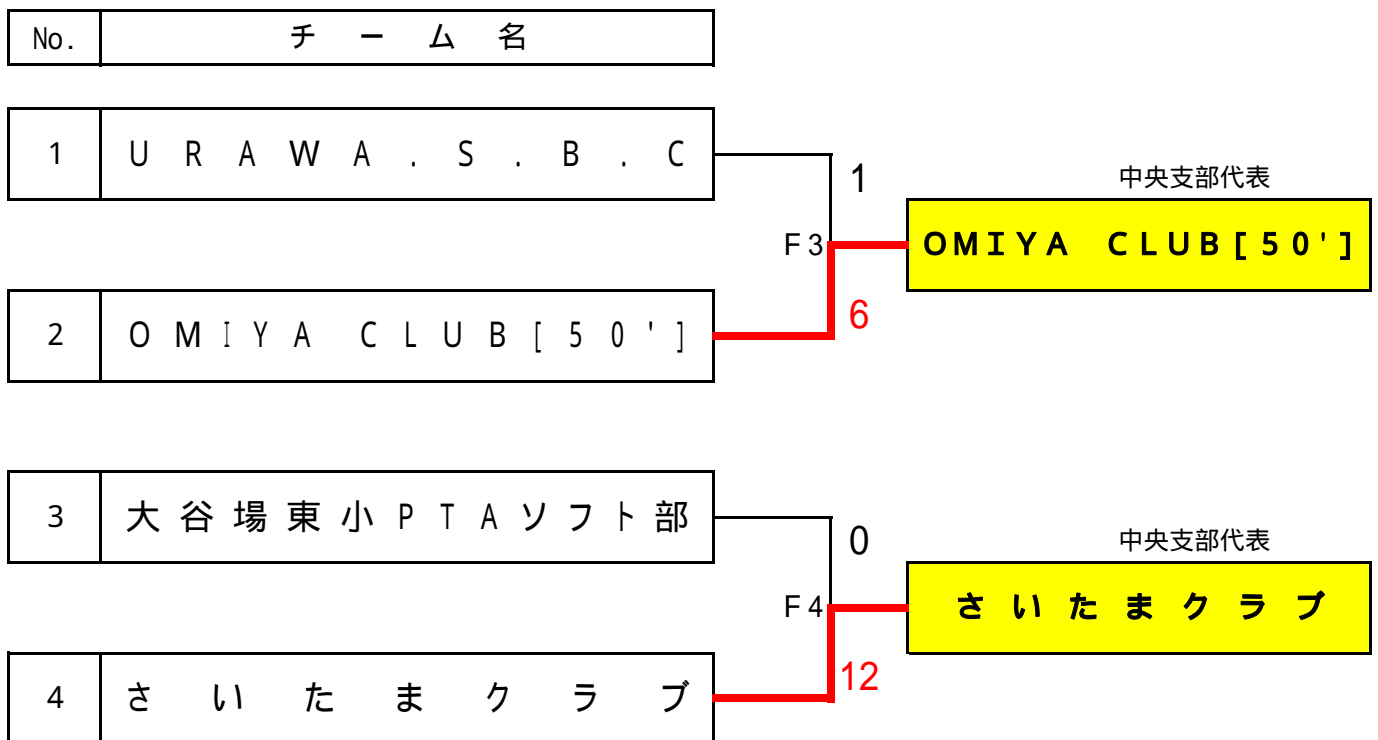 No. チーム名
1 URAWA.S.B.C
1
中央支部代表
F3
OMIYA CLUB[50']
2 OMIYA CLUB[50']
6
3 大谷場東小PTAソフト部
0
中央支部代表
F4
さいたまクラブ
4 さいたまクラブ
12